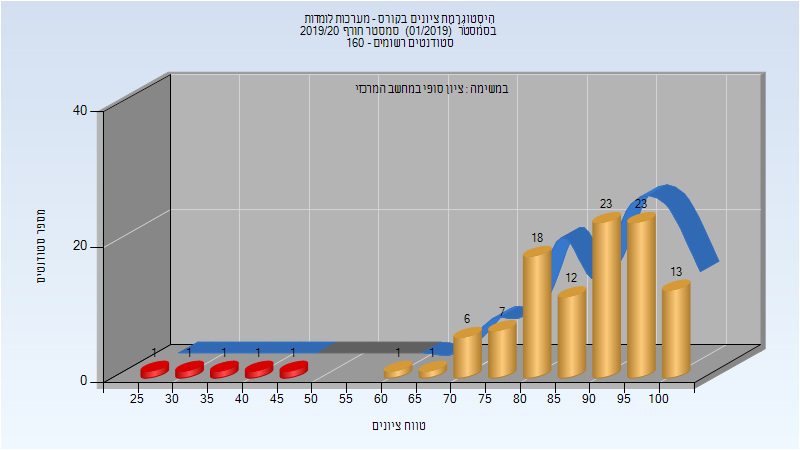 היסטוגרמת ציונים בקורס - מערכות לומדות
בסמסטר (01/2019) סמסטר חורף 2019/20
סטודנטים רשומים - 160
במשימה : ציון סופי במחשב המרכזי
מספר סטודנטים
40
20
0
1 1 1 1 1 1 1 6 7 18 12 23 23 13
25 30 35 40 45 50 55 60 65 70 75 80 85 90 95 100
טווח ציונים